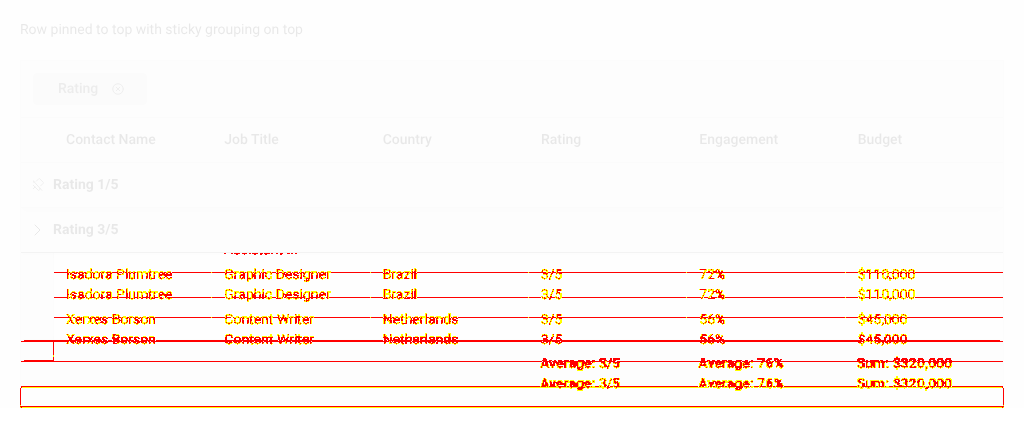 Row pinned to top with sticky grouping on top
Rating
Contact Name Job Title Country Rating Engagement Budget
Rating 1/5
Rating 3/5
Isadora Plumtree Graphic Designer Brazil 3/5 72% $110,000
Isadora Plumtree Graphic Designer Brazil 3/5 72% $110,000
Xerxes Borson Content Writer Netherlands 3/5 56% $45,000
Xerxes Borson Content Writer Netherlands 3/5 56% $45,000
Average: 3/5 Average: 76% Sum: $320,000
Average: 3/5 Average: 76% Sum: $320,000